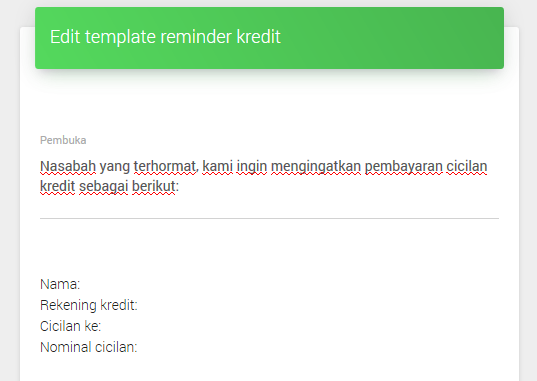 Edit template reminder kredit
Pembuka
Nasabah yang terhormat, kami ingin mengingatkan pembayaran cicilan
kredit sebagai berikut:
Nama:
Rekening kredit:
Cicilan ke:
Nominal cicilan: